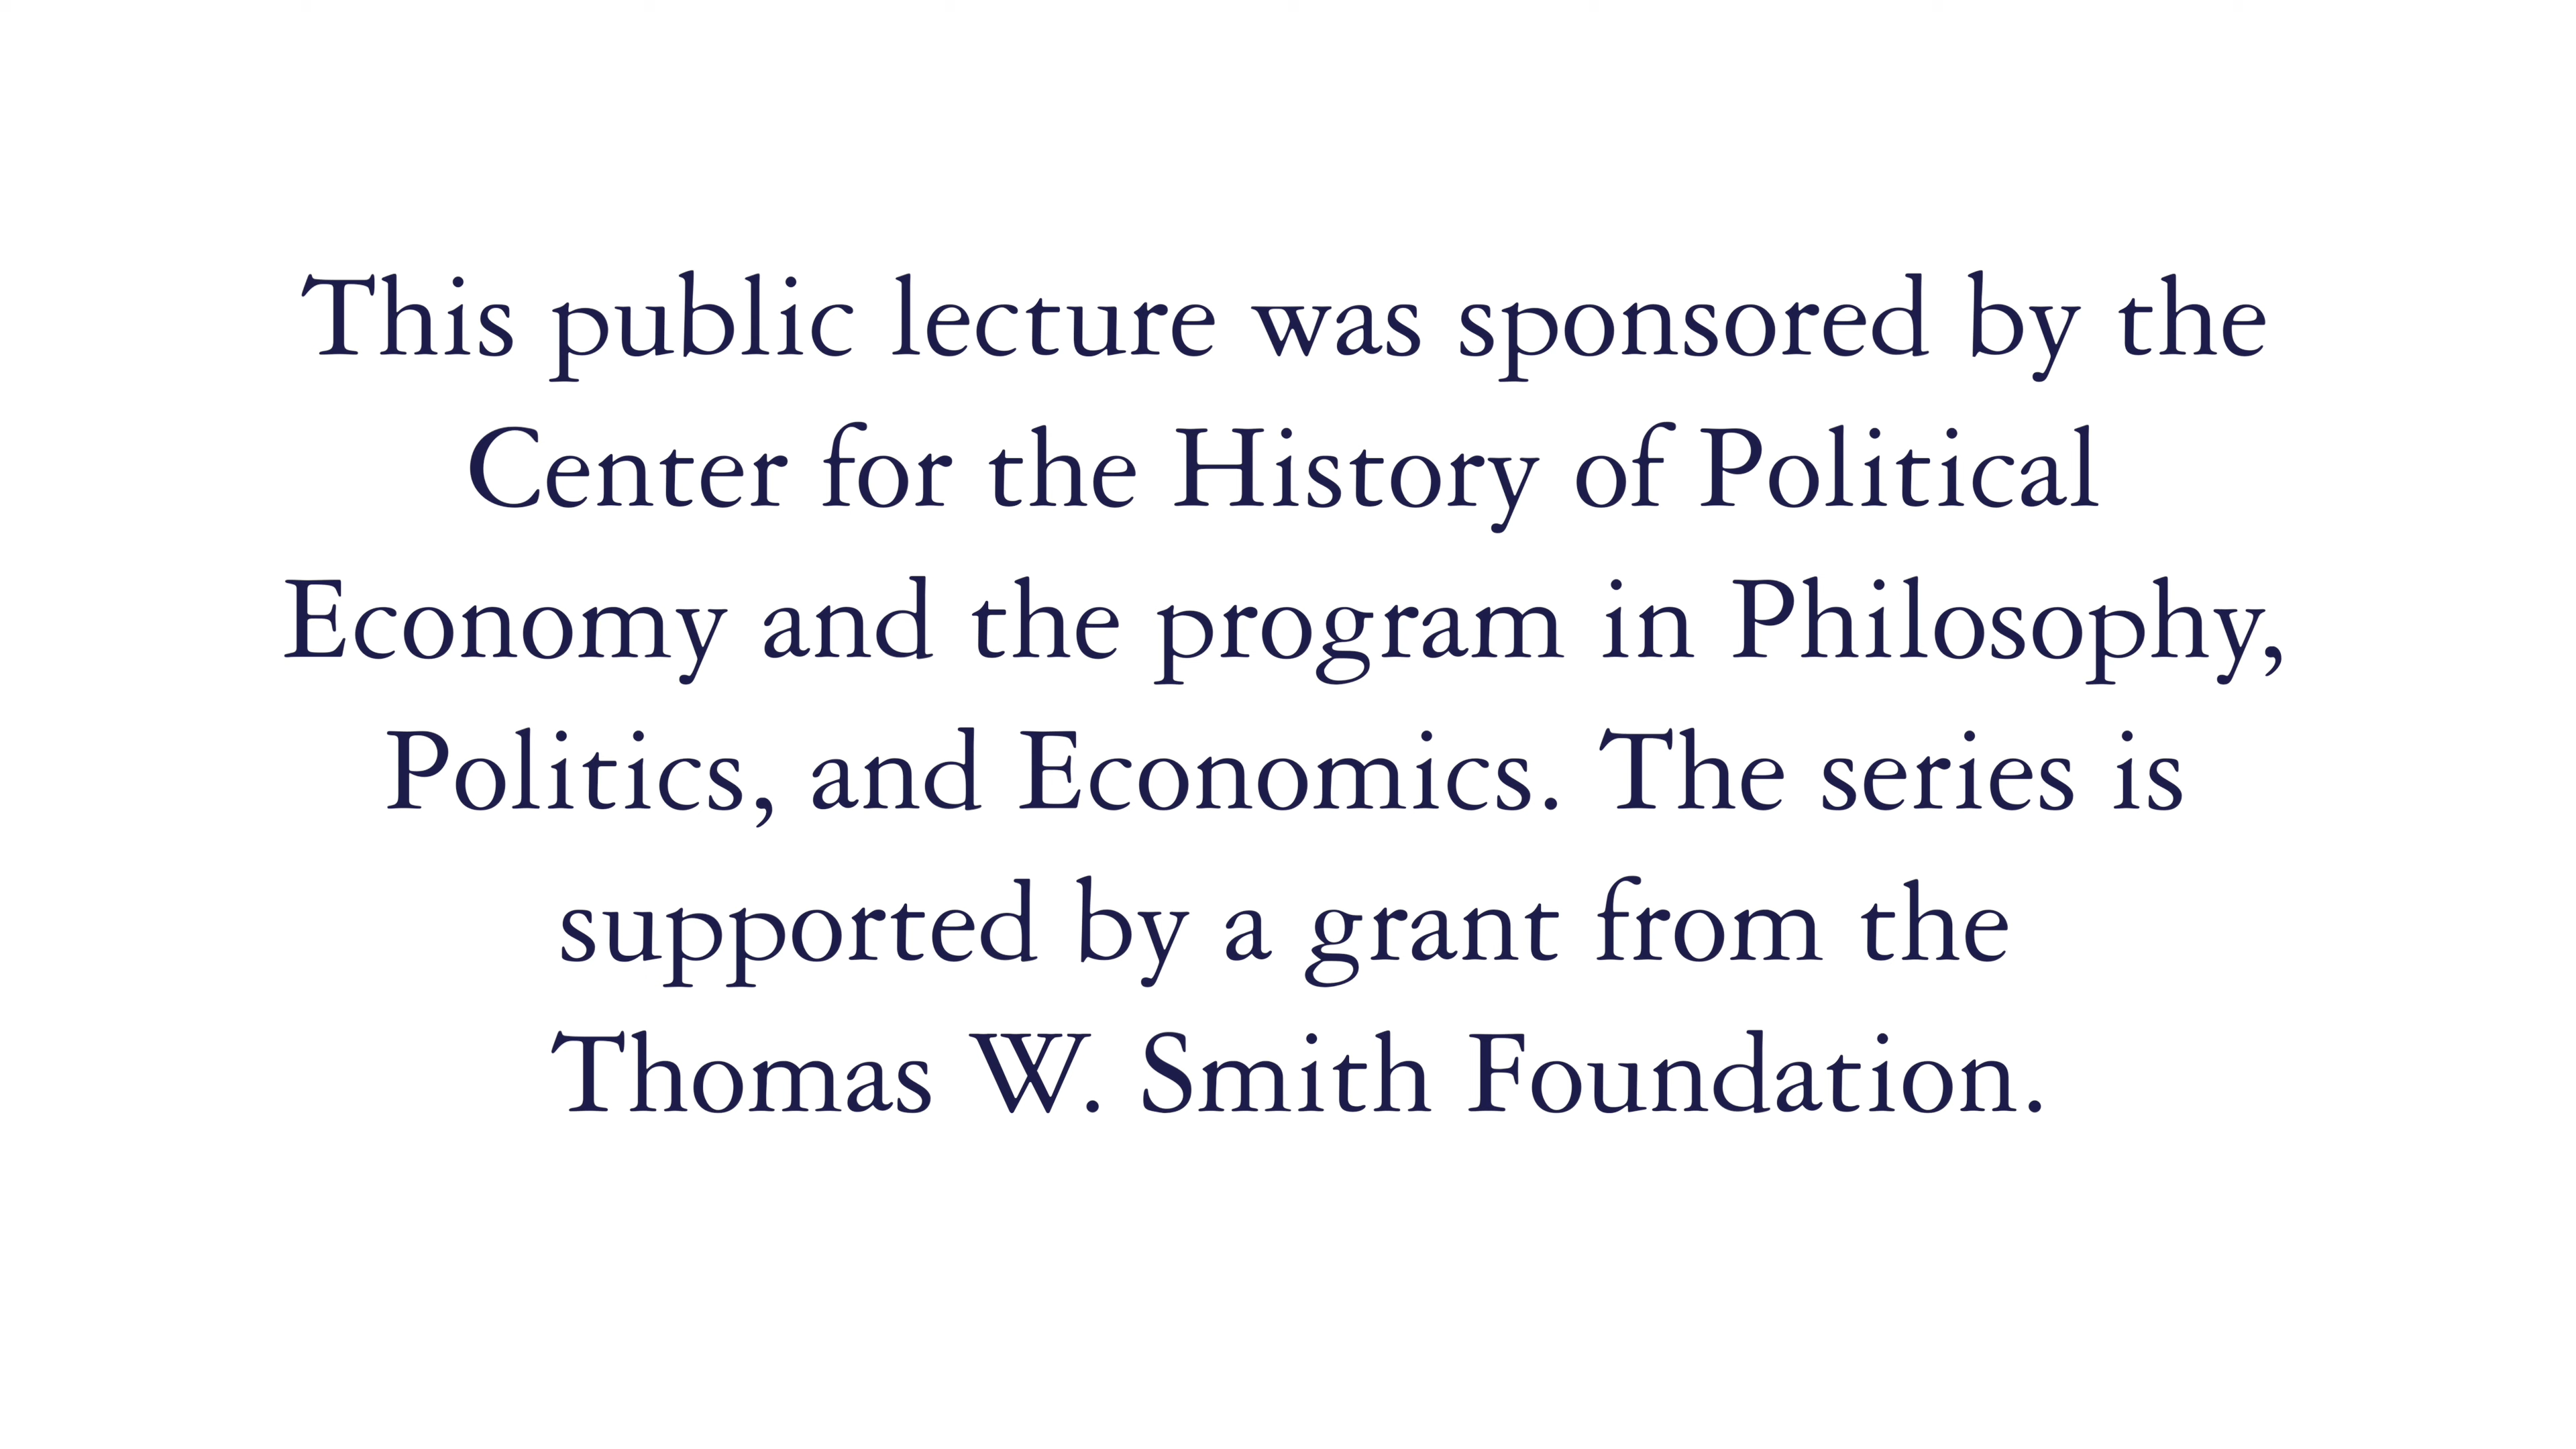 This public lecture was sponsored by the
Center for the History of Political
Economy and the program in Philosophy,
Politics, and Economics. The series is
supported by a grant from the
Thomas W. Smith Foundation.